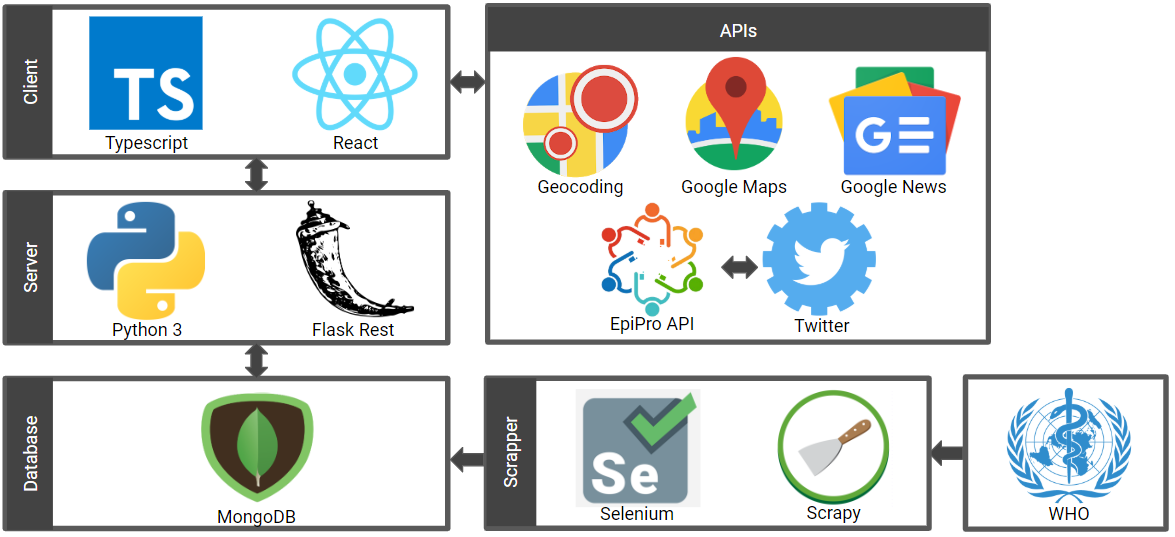 Client
TS
Typescript
React
APIs
Geocoding
Google Maps
GE
Google News
EpiPro API
Twitter
Server
Python 3
Flask Rest
Database
MongoDB
Scrapper
Se
Selenium
Scrapy
WHO